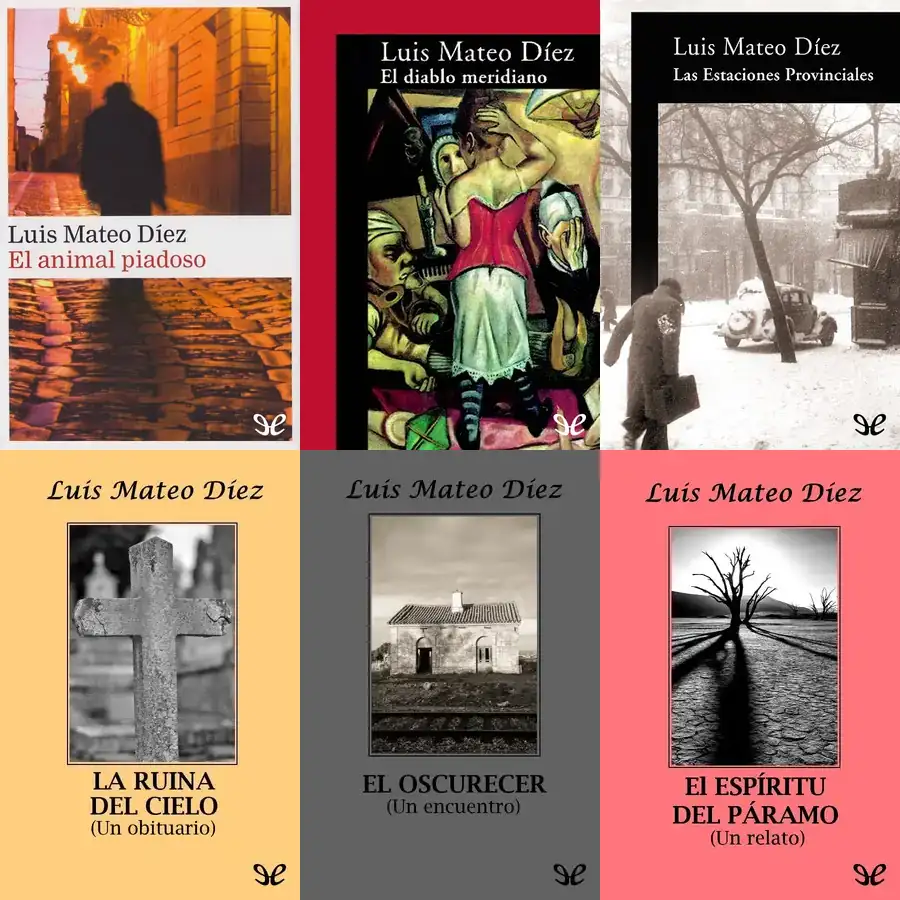 Luis Mateo Díez
El animal piadoso
Luis Mateo Díez
El diablo meridiano
Luis Mateo Díez
Las Estaciones Provinciales
Luis Mateo Díez
LA RUINA
DEL CIELO
(Un obituario)
Luis Mateo Díez
EL OSCURECER
(Un encuentro)
Luis Mateo Díez
El ESPÍRITU
DEL PÁRAMO
(Un relato)